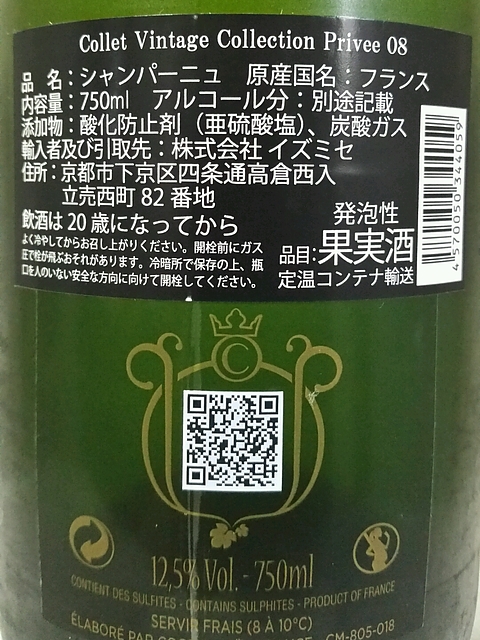 Collet Vintage Collection Privee 08
品 名：シャンパーニュ 原産国名：フランス
内容量：750ml アルコール分：別途記載
添加物：酸化防止剤（亜硫酸塩）、炭酸ガス
輸入者及び引取先：株式会社 イズミセ
住所：京都市下京区四条通高倉西入
立売西町 82 番地
飲酒は 20 歳になってから
よく冷やしてからお召し上がりください。開栓前にガス
圧で栓が飛ぶおそれがあります。冷暗所で保存の上、瓶
口を人のいない安全な方向に向けて開栓してください。
発泡性
品目:果実酒
定温コンテナ輸送
4 570050 344059
C
12,5% Vol. - 750ml
CONTIENT DES SULFITES - CONTAINS SULPHITES - PRODUCT OF FRANCE
SERVIR FRAIS (8 À 10°C)
ÉLABORÉ PAR CM-805-018